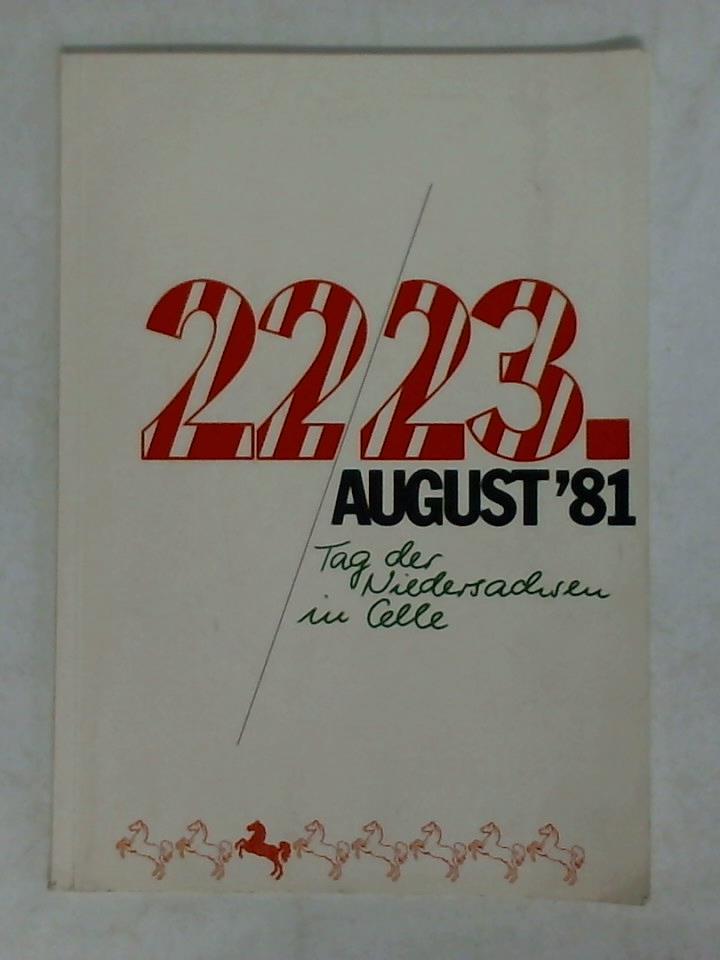 22/23.
AUGUST '81
Tag der
Niedersachsen
in Celle